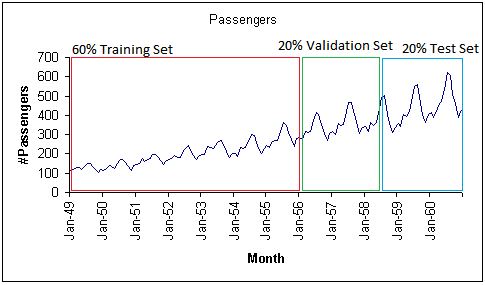 Passengers
60% Training Set
20% Validation Set
20% Test Set
700
600
500
400
300
200
100
0
#Passengers
Jan-49
Jan-50
Jan-51
Jan-52
Jan-53
Jan-54
Jan-55
Jan-56
Jan-57
Jan-58
Jan-59
Jan-60
Month